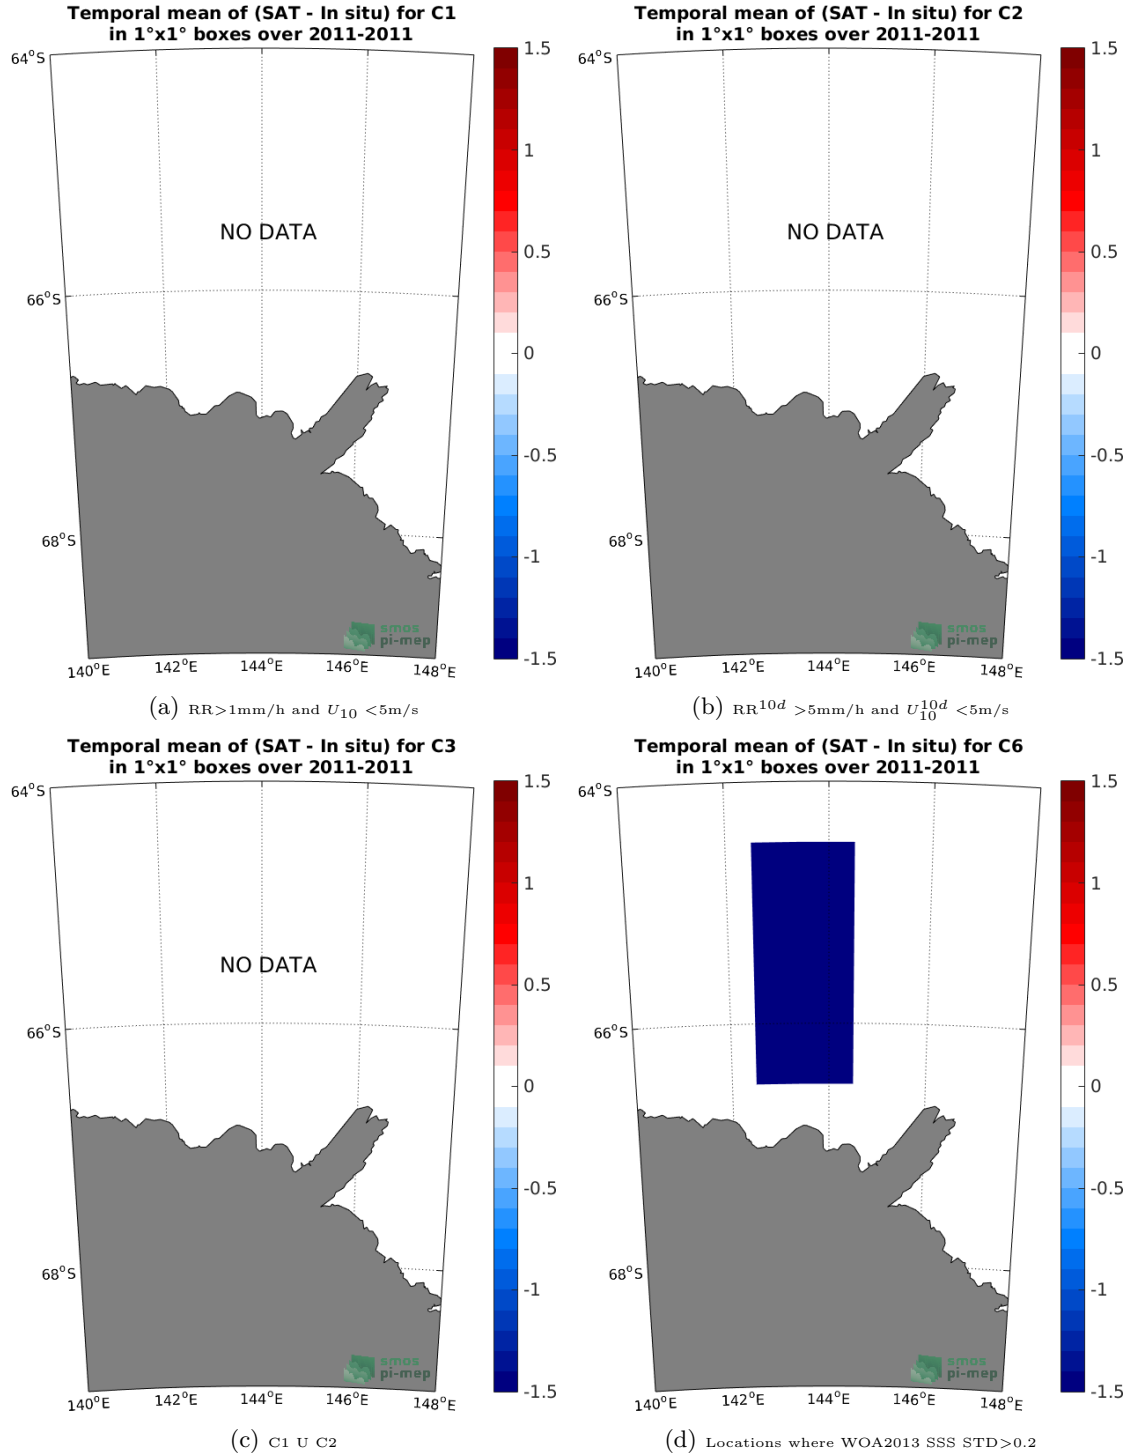 Temporal mean of (SAT - In situ) for C1
in 1°x1° boxes over 2011-2011
64°S
66°S
68°S
140°E
142°E
144°E
146°E
148°E
NO DATA
smos
pi-mep
1.5
1
0.5
0
-0.5
-1
-1.5
(a) RR>1mm/h and U10 <5m/s
Temporal mean of (SAT - In situ) for C2
in 1°x1° boxes over 2011-2011
64°S
66°S
68°S
140°E
142°E
144°E
146°E
148°E
NO DATA
smos
pi-mep
1.5
1
0.5
0
-0.5
-1
-1.5
(b) RR10d >5mm/h and U10d10 <5m/s
Temporal mean of (SAT - In situ) for C3
in 1°x1° boxes over 2011-2011
64°S
66°S
68°S
140°E
142°E
144°E
146°E
148°E
NO DATA
smos
pi-mep
1.5
1
0.5
0
-0.5
-1
-1.5
(c) C1 U C2
Temporal mean of (SAT - In situ) for C6
in 1°x1° boxes over 2011-2011
64°S
66°S
68°S
140°E
142°E
144°E
146°E
148°E
smos
pi-mep
1.5
1
0.5
0
-0.5
-1
-1.5
(d) Locations where WOA2013 SSS STD>0.2